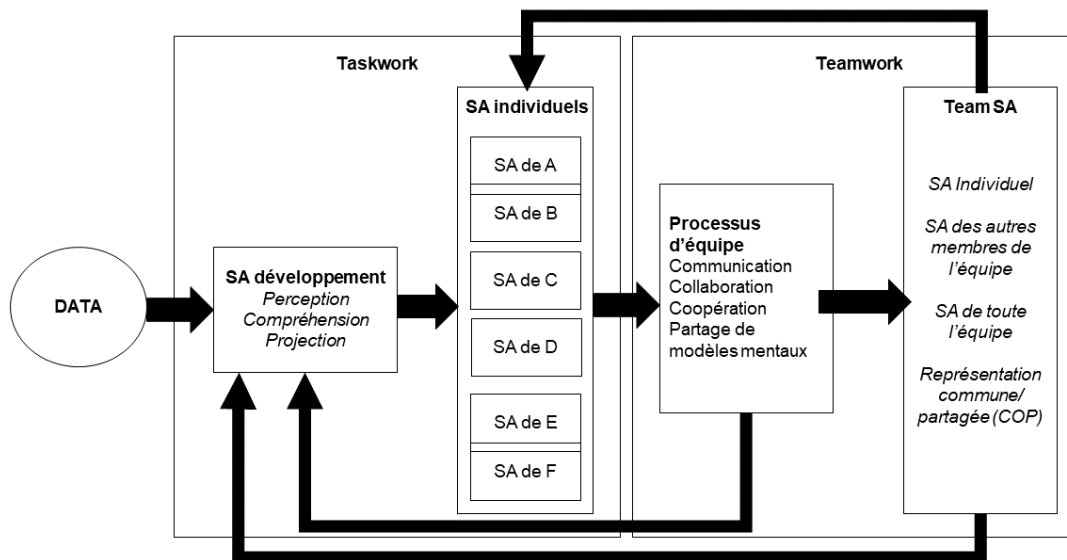 Taskwork
Teamwork
DATA
SA développement
Perception
Compréhension
Projection
SA individuels
SA de A
SA de B
SA de C
SA de D
SA de E
SA de F
Processus
d'équipe
Communication
Collaboration
Coopération
Partage de
modèles mentaux
Team SA
SA Individuel
SA des autres
membres de
l'équipe
SA de toute
l'équipe
Représentation
commune/
partagée (COP)